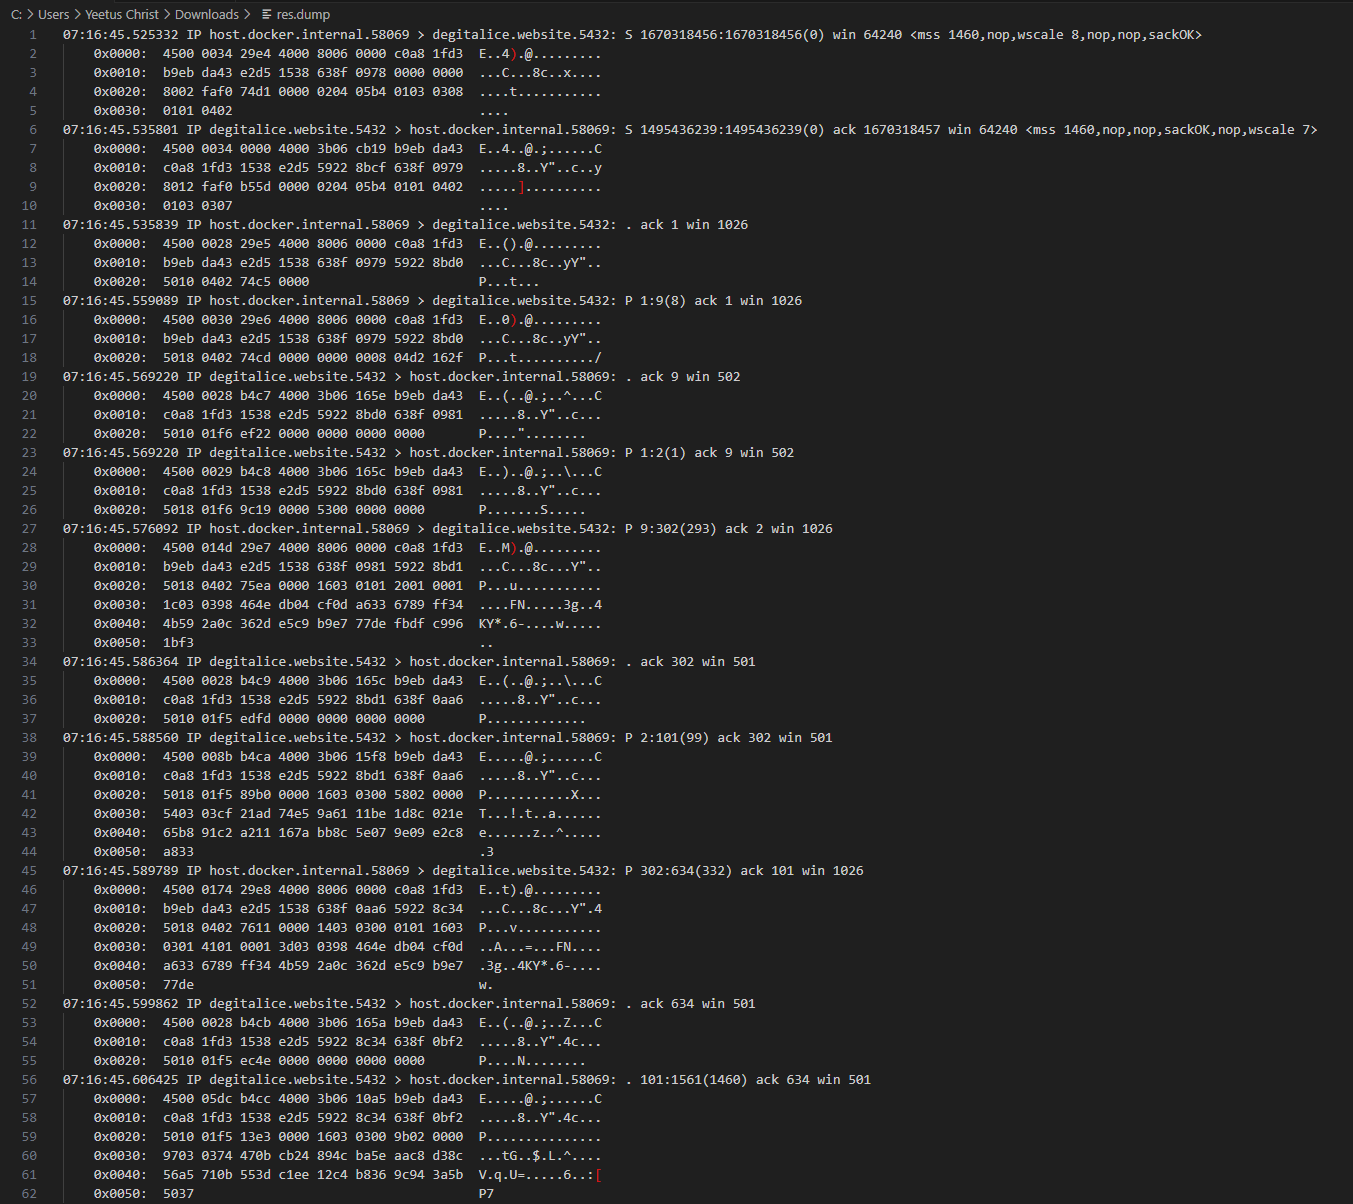 C: > Users > Yeetus Christ > Downloads > res.dump
1 07:16:45.525332 IP host.docker.internal.58069 > degitalice.website.5432: S 1670318456:1670318456(0) win 64240 <mss 1460,nop,wscale 8,nop,nop,sackOK>
2 0x0000: 4500 0034 29e4 4000 8006 0000 c0a8 1fd3 E..4).@.........
3 0x0010: b9eb da43 e2d5 1538 638f 0978 0000 0000 ...C...8c..x....
4 0x0020: 8002 faf0 74d1 0000 0204 05b4 0103 0308 ....t...........
5 0x0030: 0101 0402 ....
6 07:16:45.535801 IP degitalice.website.5432 > host.docker.internal.58069: S 1495436239:1495436239(0) ack 1670318457 win 64240 <mss 1460,nop,nop,sackOK,nop,wscale 7>
7 0x0000: 4500 0034 0000 4000 3b06 cb19 b9eb da43 E..4..@.;......C
8 0x0010: c0a8 1fd3 1538 e2d5 5922 8bcf 638f 0979 .....8..Y"..c..y
9 0x0020: 8012 faf0 b55d 0000 0204 05b4 0101 0402 .....]..........
10 0x0030: 0103 0307 ....
11 07:16:45.535839 IP host.docker.internal.58069 > degitalice.website.5432: . ack 1 win 1026
12 0x0000: 4500 0028 29e5 4000 8006 0000 c0a8 1fd3 E..().@.........
13 0x0010: b9eb da43 e2d5 1538 638f 0979 5922 8bd0 ...C...8c..yY"..
14 0x0020: 5010 0402 74c5 0000 P...t...
15 07:16:45.559089 IP host.docker.internal.58069 > degitalice.website.5432: P 1:9(8) ack 1 win 1026
16 0x0000: 4500 0030 29e6 4000 8006 0000 c0a8 1fd3 E..0).@.........
17 0x0010: b9eb da43 e2d5 1538 638f 0979 5922 8bd0 ...C...8c..yY"..
18 0x0020: 5018 0402 74cd 0000 0000 0008 04d2 162f P...t........../
19 07:16:45.569220 IP degitalice.website.5432 > host.docker.internal.58069: . ack 9 win 502
20 0x0000: 4500 0028 b4c7 4000 3b06 165e b9eb da43 E..(..@.;..^...C
21 0x0010: c0a8 1fd3 1538 e2d5 5922 8bd0 638f 0981 .....8..Y"..c...
22 0x0020: 5010 01f6 ef22 0000 0000 0000 0000 P...."........
23 07:16:45.569220 IP degitalice.website.5432 > host.docker.internal.58069: P 1:2(1) ack 9 win 502
24 0x0000: 4500 0029 b4c8 4000 3b06 165c b9eb da43 E..)..@.;..\...C
25 0x0010: c0a8 1fd3 1538 e2d5 5922 8bd0 638f 0981 .....8..Y"..c...
26 0x0020: 5018 01f6 9c19 0000 5300 0000 0000 P.......S.....
27 07:16:45.576092 IP host.docker.internal.58069 > degitalice.website.5432: P 9:302(293) ack 2 win 1026
28 0x0000: 4500 014d 29e7 4000 8006 0000 c0a8 1fd3 E..M).@.........
29 0x0010: b9eb da43 e2d5 1538 638f 0981 5922 8bd1 ...C...8c...Y"..
30 0x0020: 5018 0402 75ea 0000 1603 0101 2001 0001 P...u...........
31 0x0030: 1c03 0398 464e db04 cf0d a633 6789 ff34 ....FN.....3g..4
32 0x0040: 4b59 2a0c 362d e5c9 b9e7 77de fbdf c996 KY*.6-....w.....
33 0x0050: 1bf3 ..
34 07:16:45.586364 IP degitalice.website.5432 > host.docker.internal.58069: . ack 302 win 501
35 0x0000: 4500 0028 b4c9 4000 3b06 165c b9eb da43 E..(..@.;..\...C
36 0x0010: c0a8 1fd3 1538 e2d5 5922 8bd1 638f 0aa6 .....8..Y"..c...
37 0x0020: 5010 01f5 edfd 0000 0000 0000 0000 P.............
38 07:16:45.588560 IP degitalice.website.5432 > host.docker.internal.58069: P 2:101(99) ack 302 win 501
39 0x0000: 4500 008b b4ca 4000 3b06 15f8 b9eb da43 E.....@.;......C
40 0x0010: c0a8 1fd3 1538 e2d5 5922 8bd1 638f 0aa6 .....8..Y"..c...
41 0x0020: 5018 01f5 89b0 0000 1603 0300 5802 0000 P...........X...
42 0x0030: 5403 03cf 21ad 74e5 9a61 11be 1d8c 021e T...!.t..a......
43 0x0040: 65b8 91c2 a211 167a bb8c 5e07 9e09 e2c8 e......z..^.....
44 0x0050: a833 .3
45 07:16:45.589789 IP host.docker.internal.58069 > degitalice.website.5432: P 302:634(332) ack 101 win 1026
46 0x0000: 4500 0174 29e8 4000 8006 0000 c0a8 1fd3 E..t).@.........
47 0x0010: b9eb da43 e2d5 1538 638f 0aa6 5922 8c34 ...C...8c...Y".4
48 0x0020: 5018 0402 7611 0000 1403 0300 0101 1603 P...v...........
49 0x0030: 0301 4101 0001 3d03 0398 464e db04 cf0d ..A...=...FN....
50 0x0040: a633 6789 ff34 4b59 2a0c 362d e5c9 b9e7 .3g..4KY*.6-....
51 0x0050: 77de w.
52 07:16:45.599862 IP degitalice.website.5432 > host.docker.internal.58069: . ack 634 win 501
53 0x0000: 4500 0028 b4cb 4000 3b06 165a b9eb da43 E..(..@.;..Z...C
54 0x0010: c0a8 1fd3 1538 e2d5 5922 8c34 638f 0bf2 .....8..Y".4c...
55 0x0020: 5010 01f5 ec4e 0000 0000 0000 0000 P....N........
56 07:16:45.606425 IP degitalice.website.5432 > host.docker.internal.58069: . 101:1561(1460) ack 634 win 501
57 0x0000: 4500 05dc b4cc 4000 3b06 10a5 b9eb da43 E.....@.;......C
58 0x0010: c0a8 1fd3 1538 e2d5 5922 8c34 638f 0bf2 .....8..Y".4c...
59 0x0020: 5010 01f5 13e3 0000 1603 0300 9b02 0000 P...............
60 0x0030: 9703 0374 470b cb24 894c ba5e aac8 d38c ...tG..$.L.^....
61 0x0040: 56a5 710b 553d c1ee 12c4 b836 9c94 3a5b V.q.U=.....6..:[
62 0x0050: 5037 P7